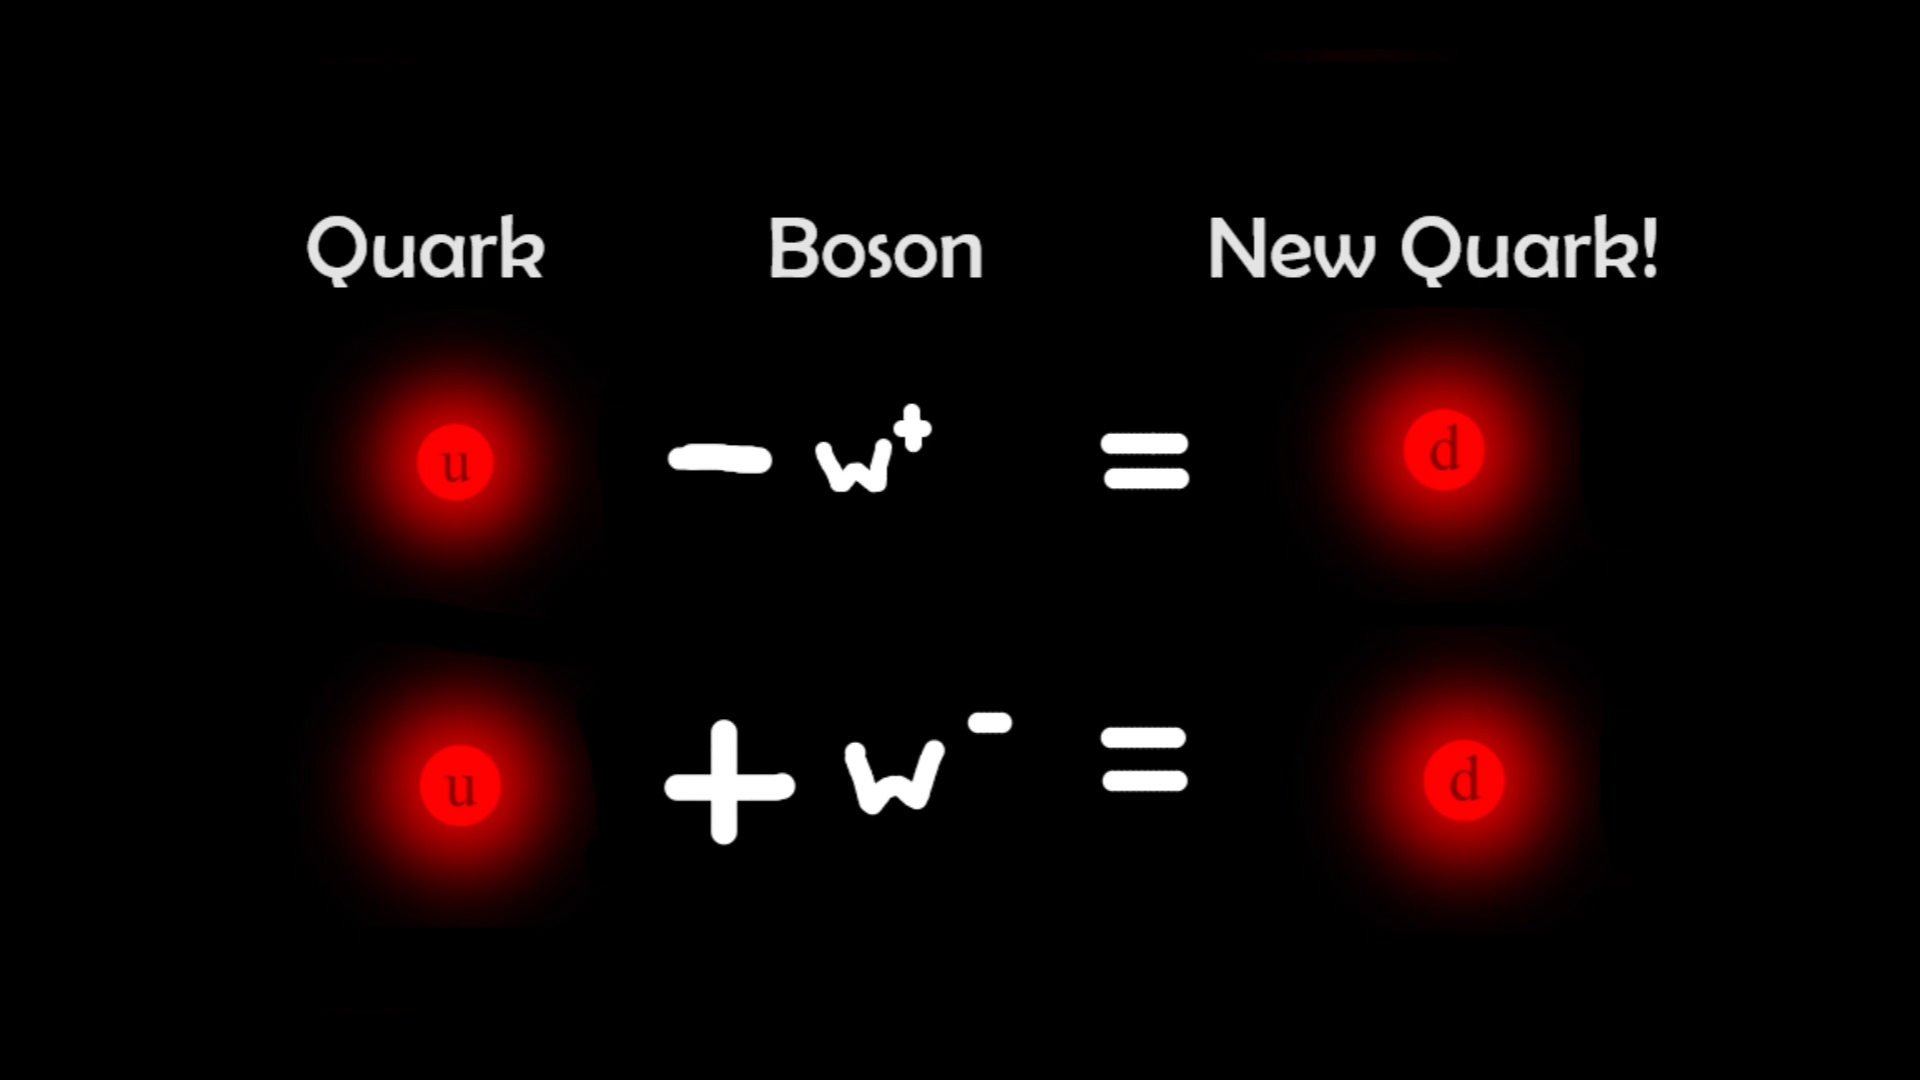 Quark Boson New Quark!
u − w⁺ = d
u + w⁻ = d